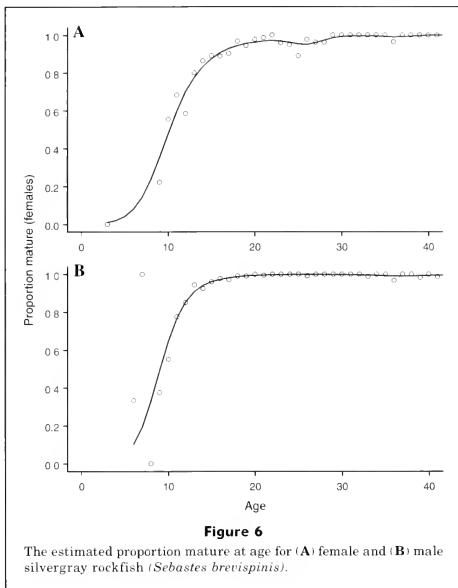 A
1.0
0.8
0.6
0.4
0.2
0.0
0 10 20 30 40
Proportion mature (females)
B
1.0
0.8
0.6
0.4
0.2
0.0
0 10 20 30 40
Age
Figure 6
The estimated proportion mature at age for (A) female and (B) male
silvergray rockfish (Sebastes brevispinis).